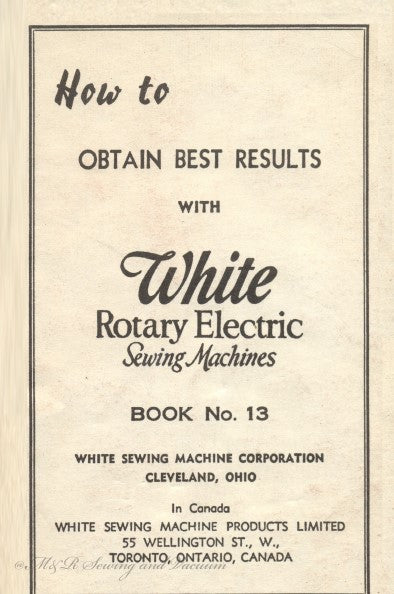 How to
OBTAIN BEST RESULTS
WITH
White
Rotary Electric
Sewing Machines
BOOK No. 13
WHITE SEWING MACHINE CORPORATION
CLEVELAND, OHIO
In Canada
WHITE SEWING MACHINE PRODUCTS LIMITED
55 WELLINGTON ST., W.,
TORONTO, ONTARIO, CANADA
@M&R Sewing and Vacuum